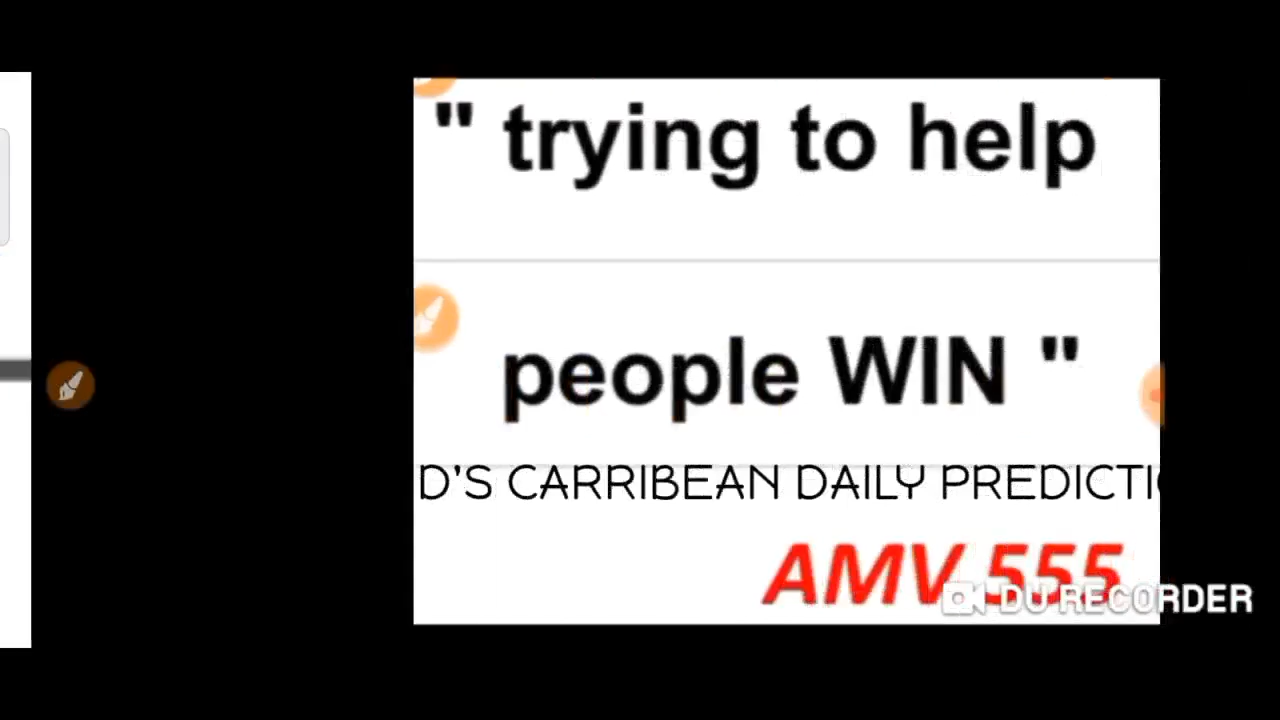 " trying to help
people WIN "
D'S CARRIBEAN DAILY PREDICTI
AMV 555
DU RECORDER